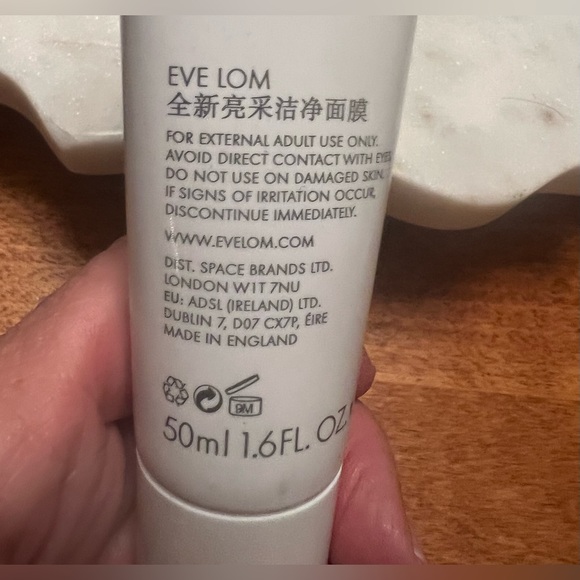 EVE LOM
全新亮采洁净面膜
FOR EXTERNAL ADULT USE ONLY.
AVOID DIRECT CONTACT WITH
DO NOT USE ON DAMAGED SKIN.
IF SIGNS OF IRRITATION OCCUR,
DISCONTINUE IMMEDIATELY.
WWW.EVELOM.COM
DIST. SPACE BRANDS LTD.
LONDON W1T 7NU
EU: ADSL (IRELAND) LTD.
DUBLIN 7, D07 CX7P, ÉIRE
MADE IN ENGLAND
9M
50ml 1.6FL. OZ.